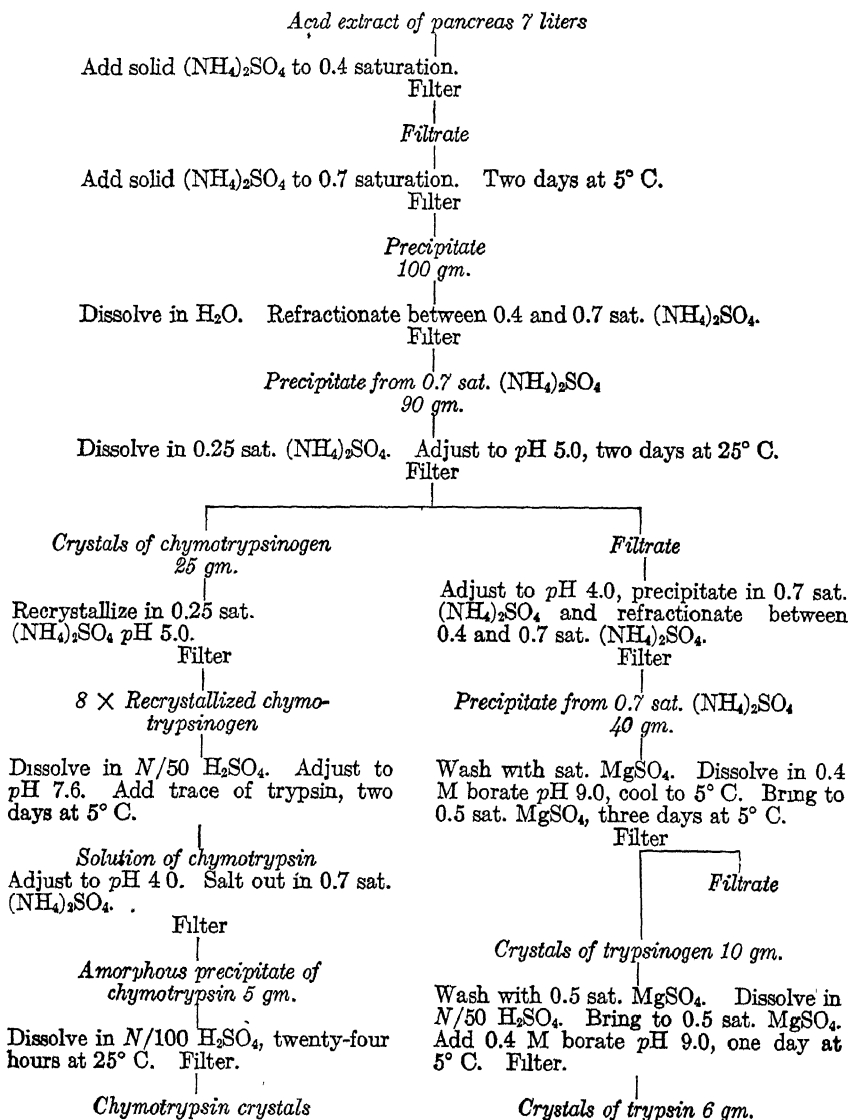 Acid extract of pancreas 7 liters
Add solid (NH₄)₂SO₄ to 0.4 saturation.
Filter
Filtrate
Add solid (NH₄)₂SO₄ to 0.7 saturation. Two days at 5° C.
Filter
Precipitate
100 gm.
Dissolve in H₂O. Refractionate between 0.4 and 0.7 sat. (NH₄)₂SO₄.
Filter
Precipitate from 0.7 sat. (NH₄)₂SO₄
90 gm.
Dissolve in 0.25 sat. (NH₄)₂SO₄. Adjust to pH 5.0, two days at 25° C.
Filter
Crystals of chymotrypsinogen
25 gm.
Recrystallize in 0.25 sat.
(NH₄)₂SO₄ pH 5.0.
Filter
8 × Recrystallized chymo-
trypsinogen
Dissolve in N/50 H₂SO₄. Adjust to
pH 7.6. Add trace of trypsin, two
days at 5° C.
Solution of chymotrypsin
Adjust to pH 4 0. Salt out in 0.7 sat.
(NH₄)₂SO₄.
Filter
Amorphous precipitate of
chymotrypsin 5 gm.
Dissolve in N/100 H₂SO₄, twenty-four
hours at 25° C. Filter.
Chymotrypsin crystals
Filtrate
Adjust to pH 4.0, precipitate in 0.7 sat.
(NH₄)₂SO₄ and refractionate between
0.4 and 0.7 sat. (NH₄)₂SO₄.
Filter
Precipitate from 0.7 sat. (NH₄)₂SO₄
40 gm.
Wash with sat. MgSO₄. Dissolve in 0.4
M borate pH 9.0, cool to 5° C. Bring to
0.5 sat. MgSO₄, three days at 5° C.
Filter
Filtrate
Crystals of trypsinogen 10 gm.
Wash with 0.5 sat. MgSO₄. Dissolve in
N/50 H₂SO₄. Bring to 0.5 sat. MgSO₄.
Add 0.4 M borate pH 9.0, one day at
5° C. Filter.
Crystals of trypsin 6 gm.